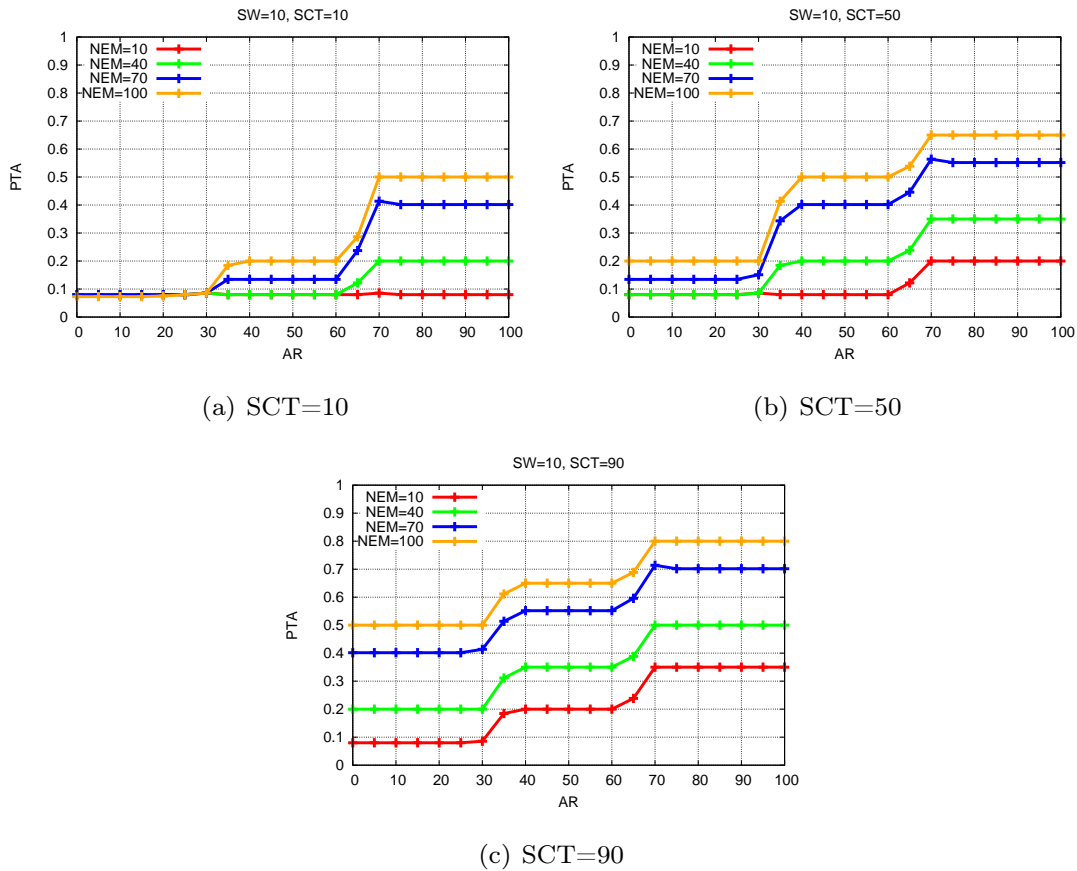 SW=10, SCT=10
1
0.9
0.8
0.7
0.6
0.5
0.4
0.3
0.2
0.1
0
PTA
NEM=10
NEM=40
NEM=70
NEM=100
0 10 20 30 40 50 60 70 80 90 100
AR
(a) SCT=10
SW=10, SCT=50
1
0.9
0.8
0.7
0.6
0.5
0.4
0.3
0.2
0.1
0
PTA
NEM=10
NEM=40
NEM=70
NEM=100
0 10 20 30 40 50 60 70 80 90 100
AR
(b) SCT=50
SW=10, SCT=90
1
0.9
0.8
0.7
0.6
0.5
0.4
0.3
0.2
0.1
0
PTA
NEM=10
NEM=40
NEM=70
NEM=100
0 10 20 30 40 50 60 70 80 90 100
AR
(c) SCT=90